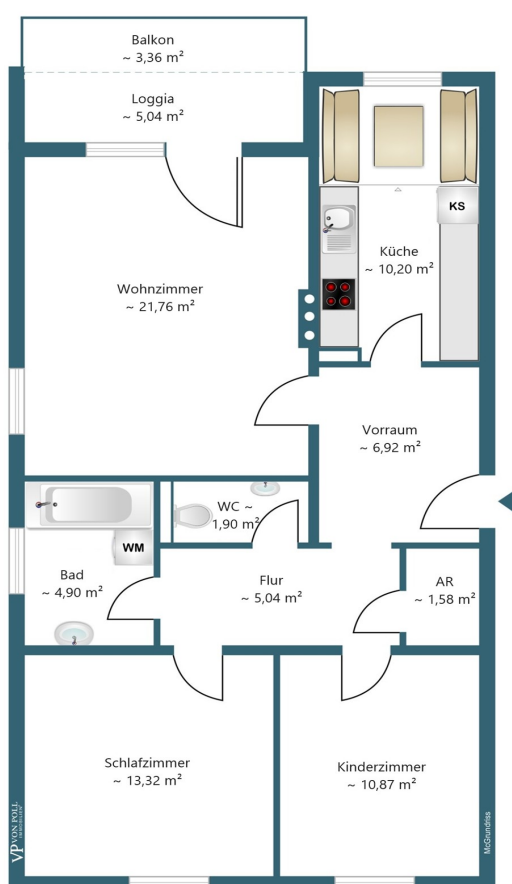 Balkon
~ 3,36 m²
Loggia
~ 5,04 m²
KS
Küche
~ 10,20 m²
Wohnzimmer
~ 21,76 m²
Vorraum
~ 6,92 m²
WC ~
1,90 m²
WM
Bad
~ 4,90 m²
Flur
~ 5,04 m²
AR
~ 1,58 m²
Schlafzimmer
~ 13,32 m²
Kinderzimmer
~ 10,87 m²
VP VON POLL
IMMOBILIEN
McGrundriss